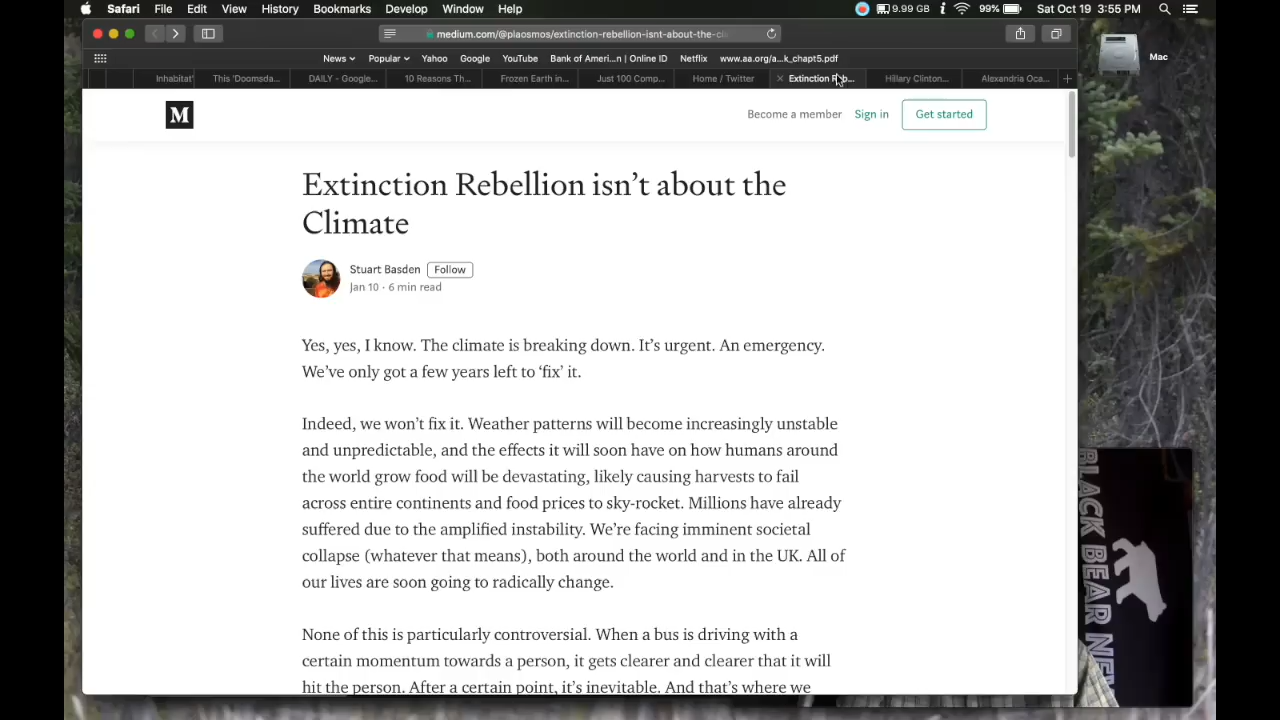 Safari File Edit View History Bookmarks Develop Window Help 9.99 GB 99% Sat Oct 19 3:55 PM
medium.com/@plaosmos/extinction-rebellion-isnt-about-the-cli
News Popular Yahoo Google YouTube Bank of Ameri...n | Online ID Netflix www.aa.org/a...k_chapt5.pdf
Inhabitat' This 'Doomsda... DAILY - Google... 10 Reasons Th... Frozen Earth in... Just 100 Comp... Home / Twitter Extinction Reb... Hillary Clinton... Alexandria Oca...
Mac
M Become a member Sign in Get started
Extinction Rebellion isn’t about the
Climate
Stuart Basden Follow
Jan 10 · 6 min read
Yes, yes, I know. The climate is breaking down. It’s urgent. An emergency.
We’ve only got a few years left to ‘fix’ it.
Indeed, we won’t fix it. Weather patterns will become increasingly unstable
and unpredictable, and the effects it will soon have on how humans around
the world grow food will be devastating, likely causing harvests to fail
across entire continents and food prices to sky-rocket. Millions have already
suffered due to the amplified instability. We’re facing imminent societal
collapse (whatever that means), both around the world and in the UK. All of
our lives are soon going to radically change.
None of this is particularly controversial. When a bus is driving with a
certain momentum towards a person, it gets clearer and clearer that it will
hit the person. After a certain point, it’s inevitable. And that’s where we
BLACK BEAR NEW